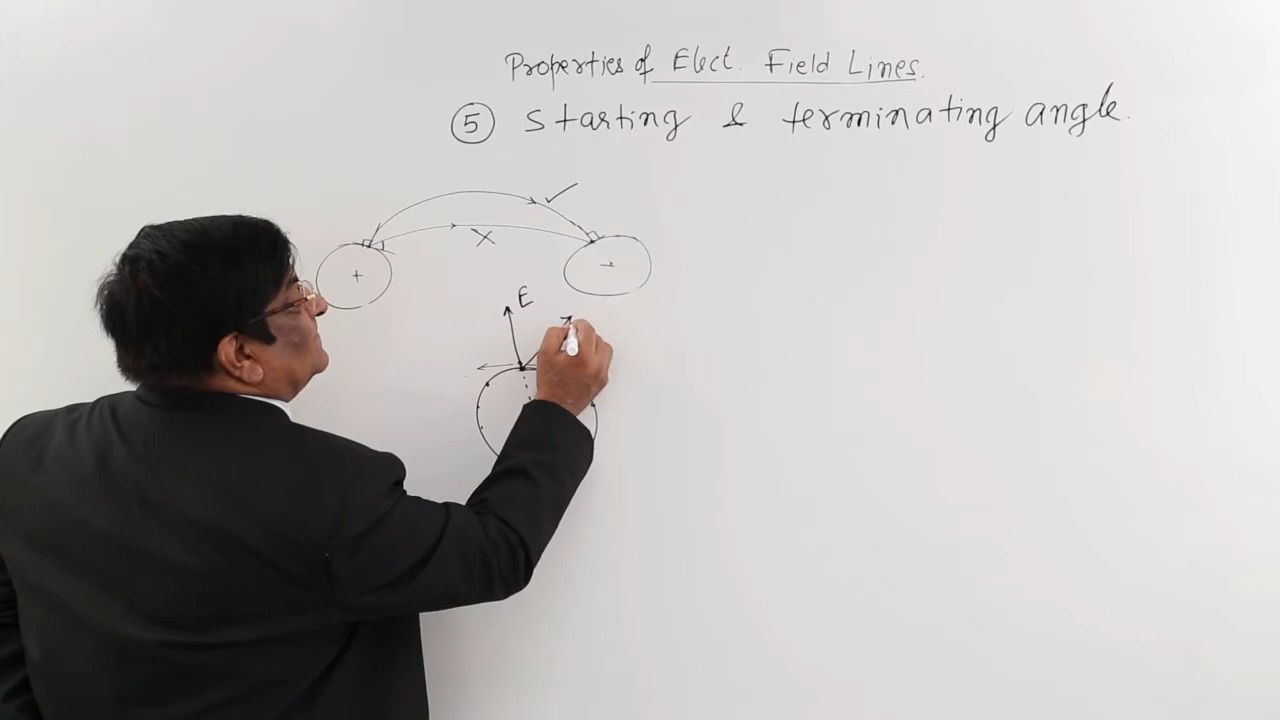 Properties of Elect. Field Lines.
⑤ starting & terminating angle.
+
-
E